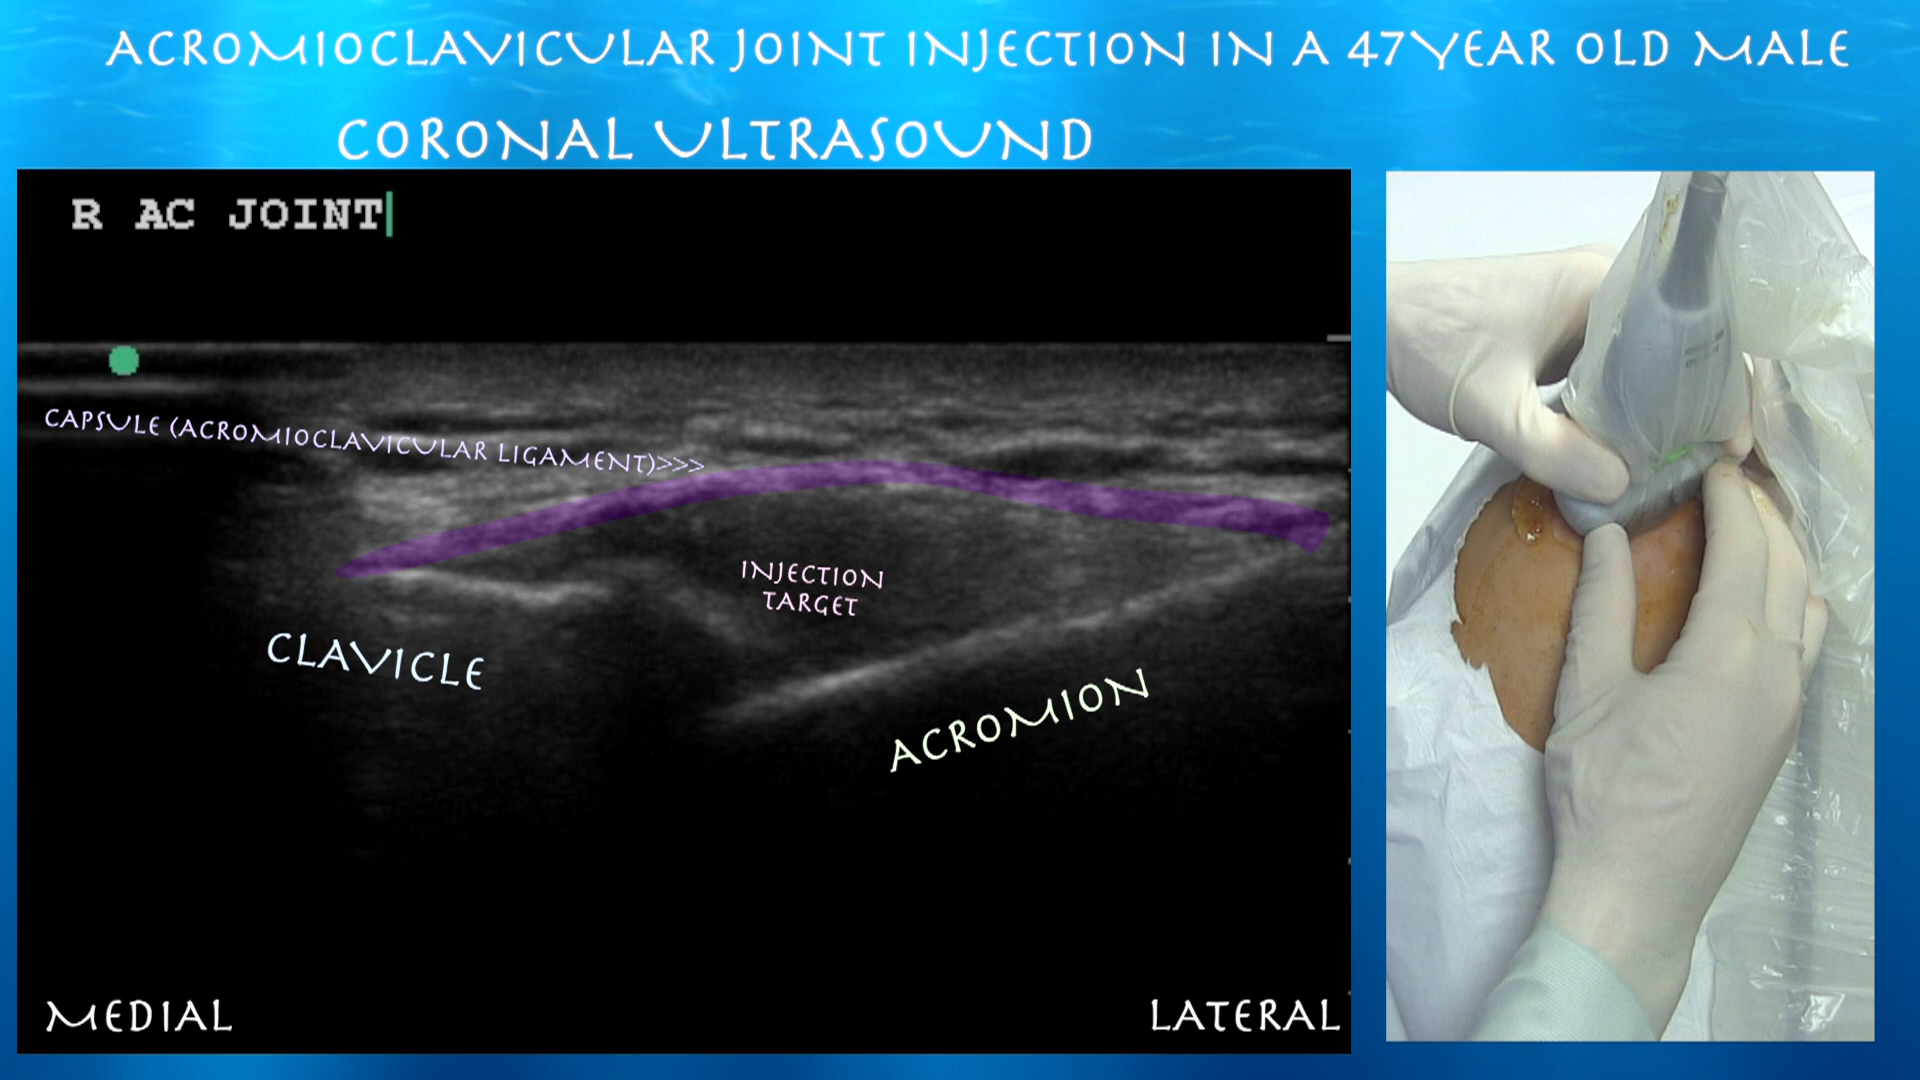 ACROMIOCLAVICULAR JOINT INJECTION IN A 47YEAR OLD MALE
CORONAL ULTRASOUND
R AC JOINT
CAPSULE (ACROMIOCLAVICULAR LIGAMENT)>>>
INJECTION
TARGET
CLAVICLE
ACROMION
MEDIAL
LATERAL